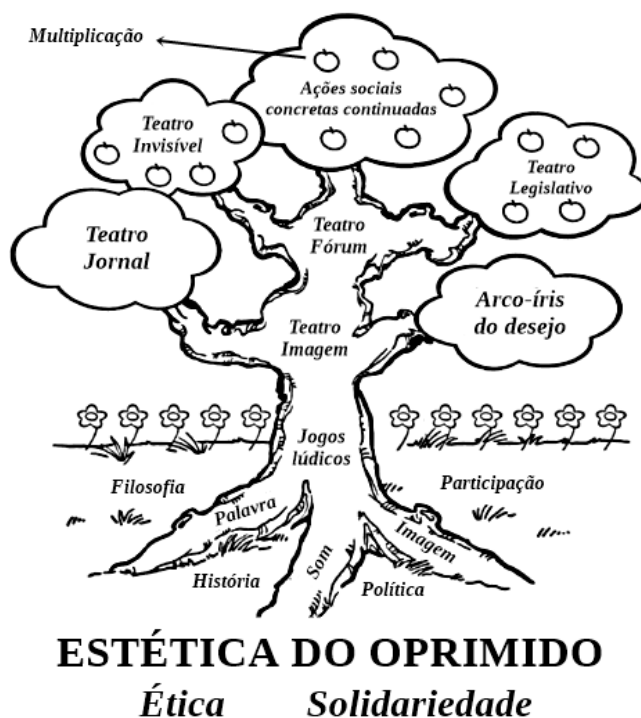 Multiplicação
Ações sociais
concretas continuadas
Teatro
Invisível
Teatro
Legislativo
Teatro
Jornal
Teatro
Fórum
Arco-íris
do desejo
Teatro
Imagem
Jogos
lúdicos
Filosofia
Participação
Palavra
Imagem
História
Som
Política
ESTÉTICA DO OPRIMIDO
Ética Solidariedade